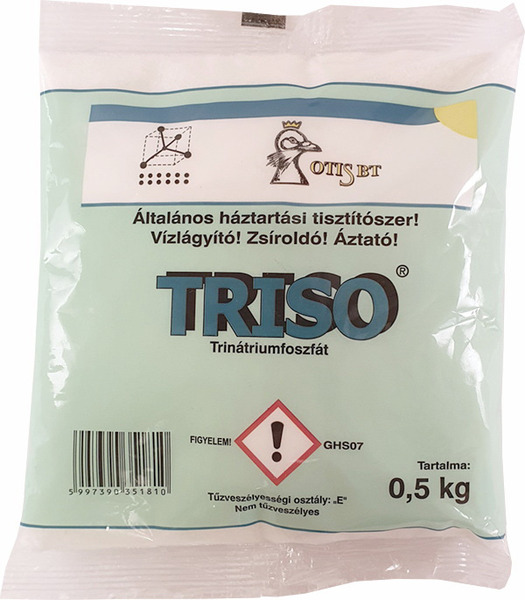 OTIS BT
Általános háztartási tisztítószer!
Vízlágyító! Zsíroldó! Áztató!
TRISO®
Trinátriumfoszfát
FIGYELEM!
GHS07
Tartalma:
0,5 kg
5 997390 351810
Tűzveszélyességi osztály: „E"
Nem tűzveszélyes